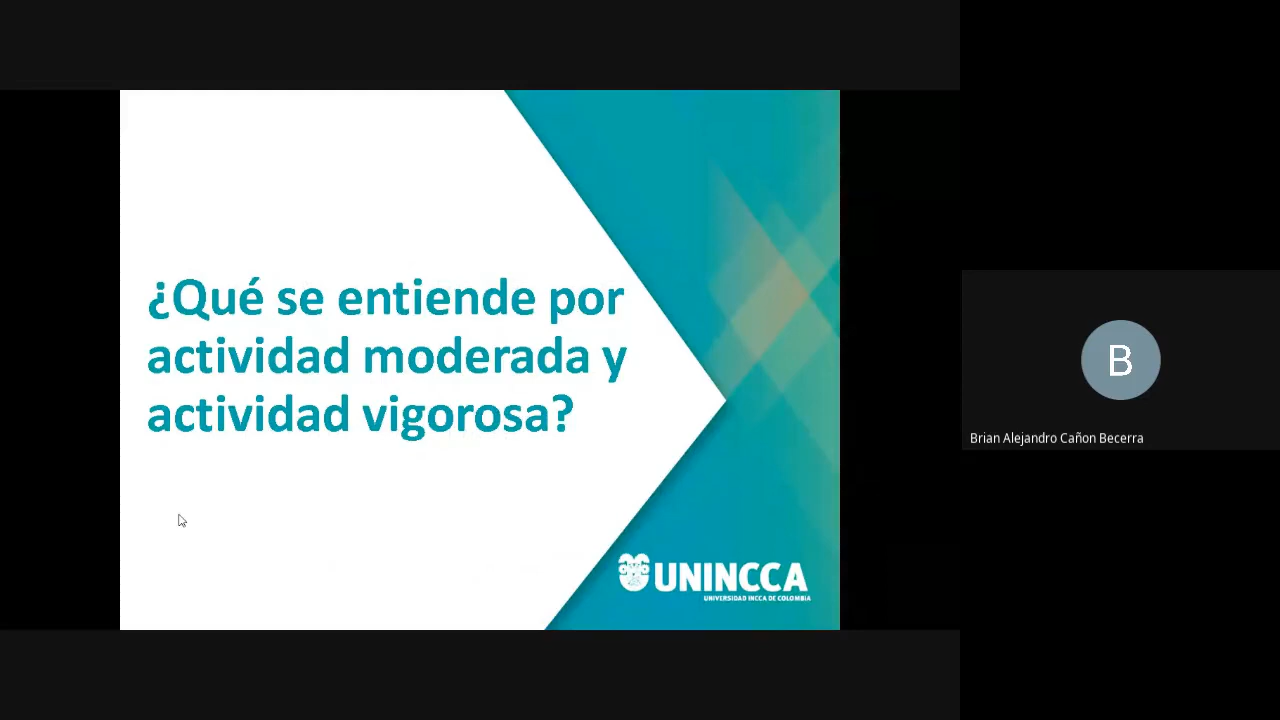 ¿Qué se entiende por
actividad moderada y
actividad vigorosa?
UNINCCA
UNIVERSIDAD INCCA DE COLOMBIA
B
Brian Alejandro Cañon Becerra